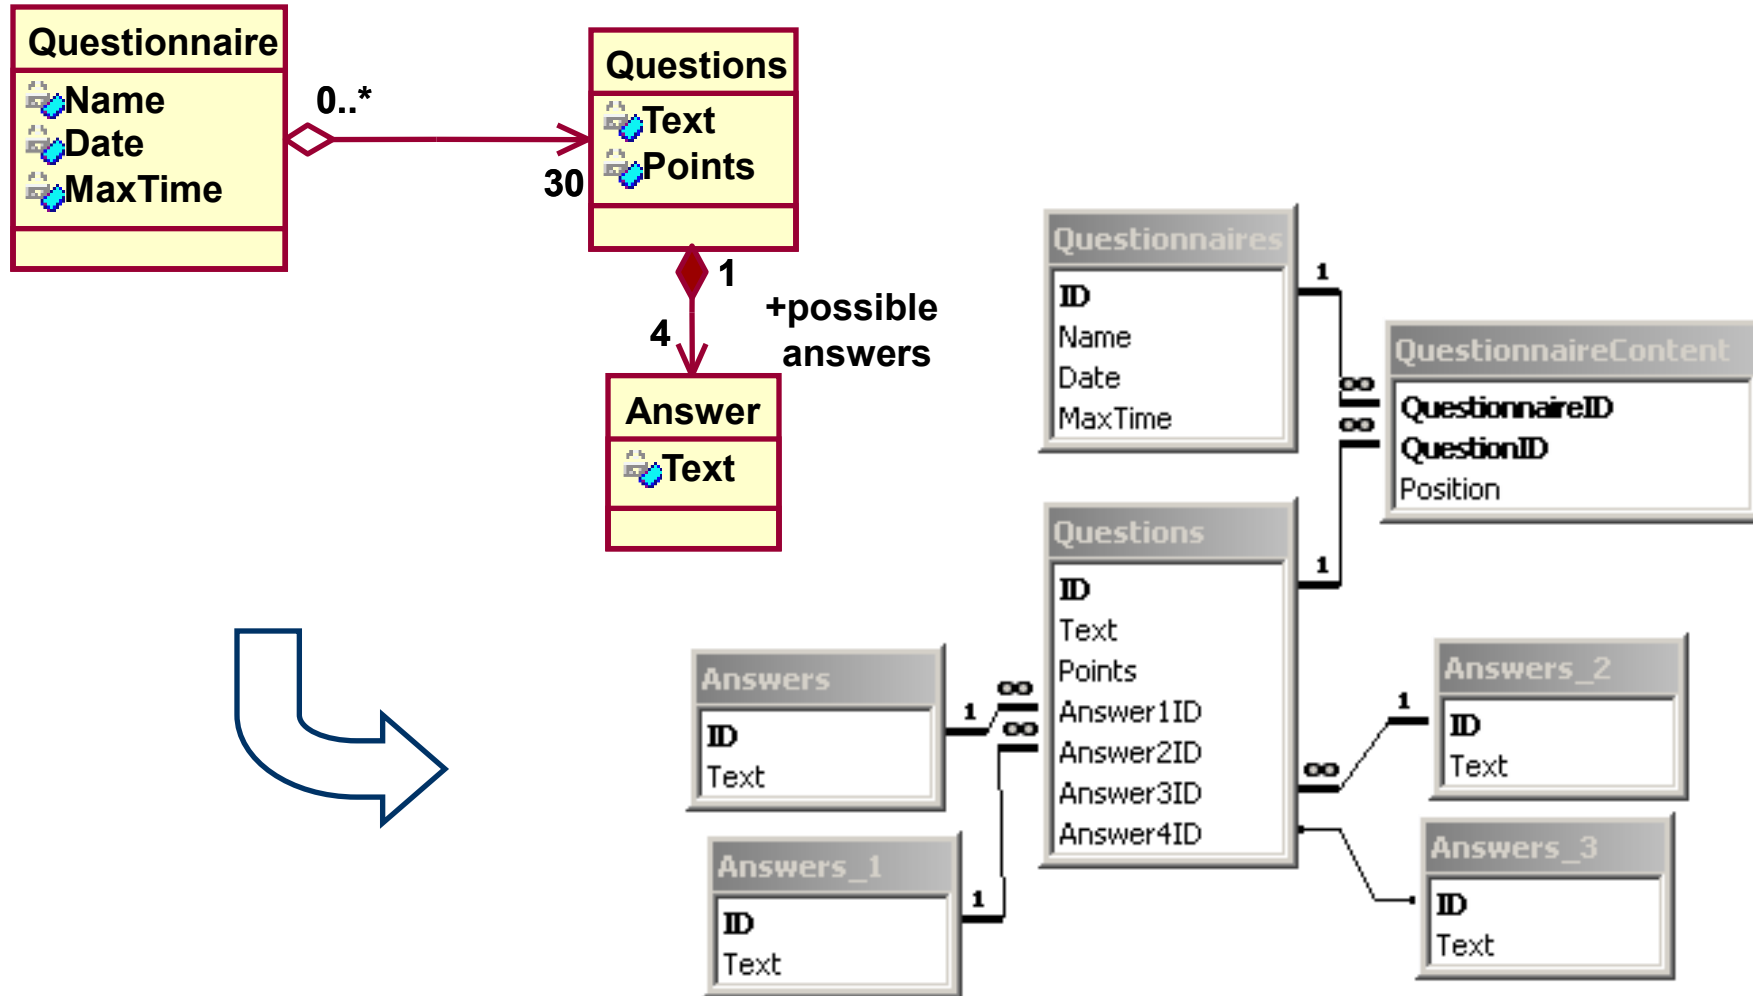 Questionnaire
Name
Date
MaxTime
0..*
30
Questions
Text
Points
1
+possible
answers
4
Answer
Text
Questionnaires
ID
Name
Date
MaxTime
1
∞
∞
QuestionnaireContent
QuestionnaireID
QuestionID
Position
Questions
ID
Text
Points
Answer1ID
Answer2ID
Answer3ID
Answer4ID
1
Answers
ID
Text
1
∞
∞
Answers_1
ID
Text
1
Answers_2
ID
Text
1
∞
Answers_3
ID
Text